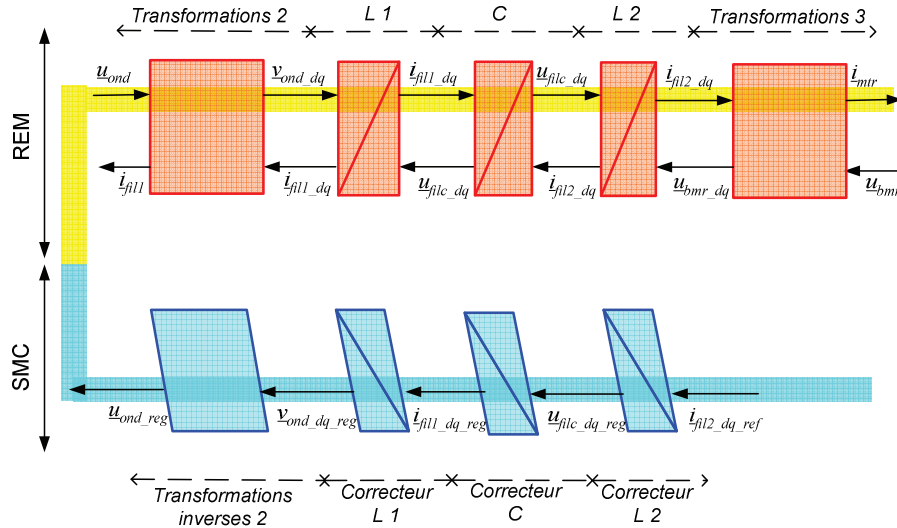 Transformations 2
L 1
C
L 2
Transformations 3
REM
u_ond
v_ond_dq
i_fil1_dq
u_filc_dq
i_fil2_dq
i_mtr
i_fil1
i_fil1_dq
u_filc_dq
i_fil2_dq
u_bmr_dq
u_bmr
SMC
u_ond_reg
v_ond_dq_reg
i_fil1_dq_reg
u_filc_dq_reg
i_fil2_dq_ref
Transformations
inverses 2
Correcteur
L 1
Correcteur
C
Correcteur
L 2